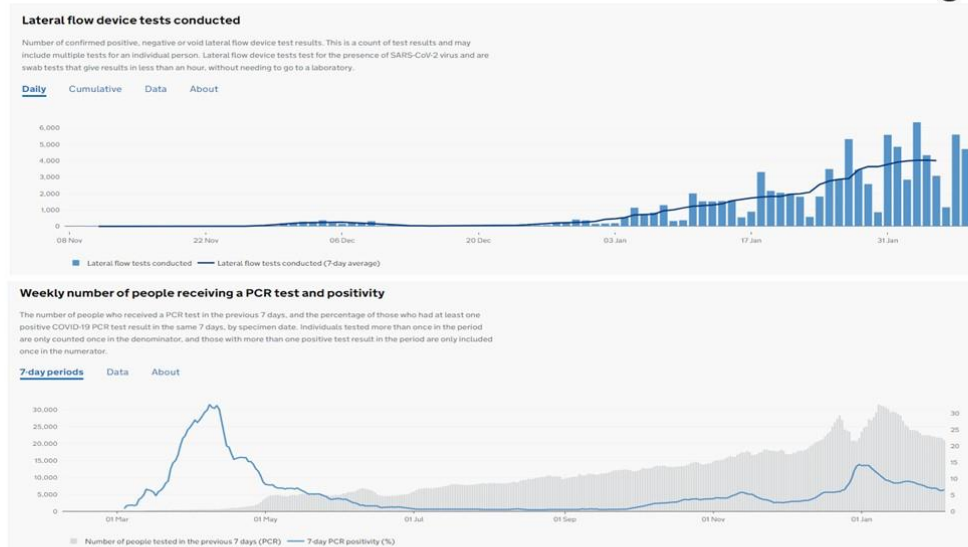 Lateral flow device tests conducted
Number of confirmed positive, negative or void lateral flow device test results. This is a count of test results and may
include multiple tests for an individual person. Lateral flow device tests test for the presence of SARS-CoV-2 virus and are
swab tests that give results in less than an hour, without needing to go to a laboratory.
Daily Cumulative Data About
6,000
5,000
4,000
3,000
2,000
1,000
0
08 Nov 22 Nov 06 Dec 20 Dec 03 Jan 17 Jan 31 Jan
Lateral flow tests conducted Lateral flow tests conducted (7-day average)
Weekly number of people receiving a PCR test and positivity
The number of people who received a PCR test in the previous 7 days, and the percentage of those who had at least one
positive COVID-19 PCR test result in the same 7 days, by specimen date. Individuals tested more than once in the period
are only counted once in the denominator, and those with more than one positive test result in the period are only included
once in the numerator.
7-day periods Data About
30,000 30
25,000 25
20,000 20
15,000 15
10,000 10
5,000 5
0 0
01 Mar 01 May 01 Jul 01 Sep 01 Nov 01 Jan
Number of people tested in the previous 7 days (PCR) 7-day PCR positivity (%)